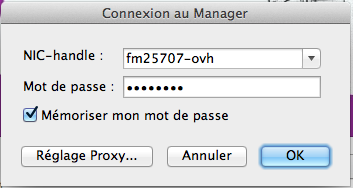 Connexion au Manager
NIC-handle : fm25707-ovh
Mot de passe : ••••••••
Mémoriser mon mot de passe
Réglage Proxy... Annuler OK